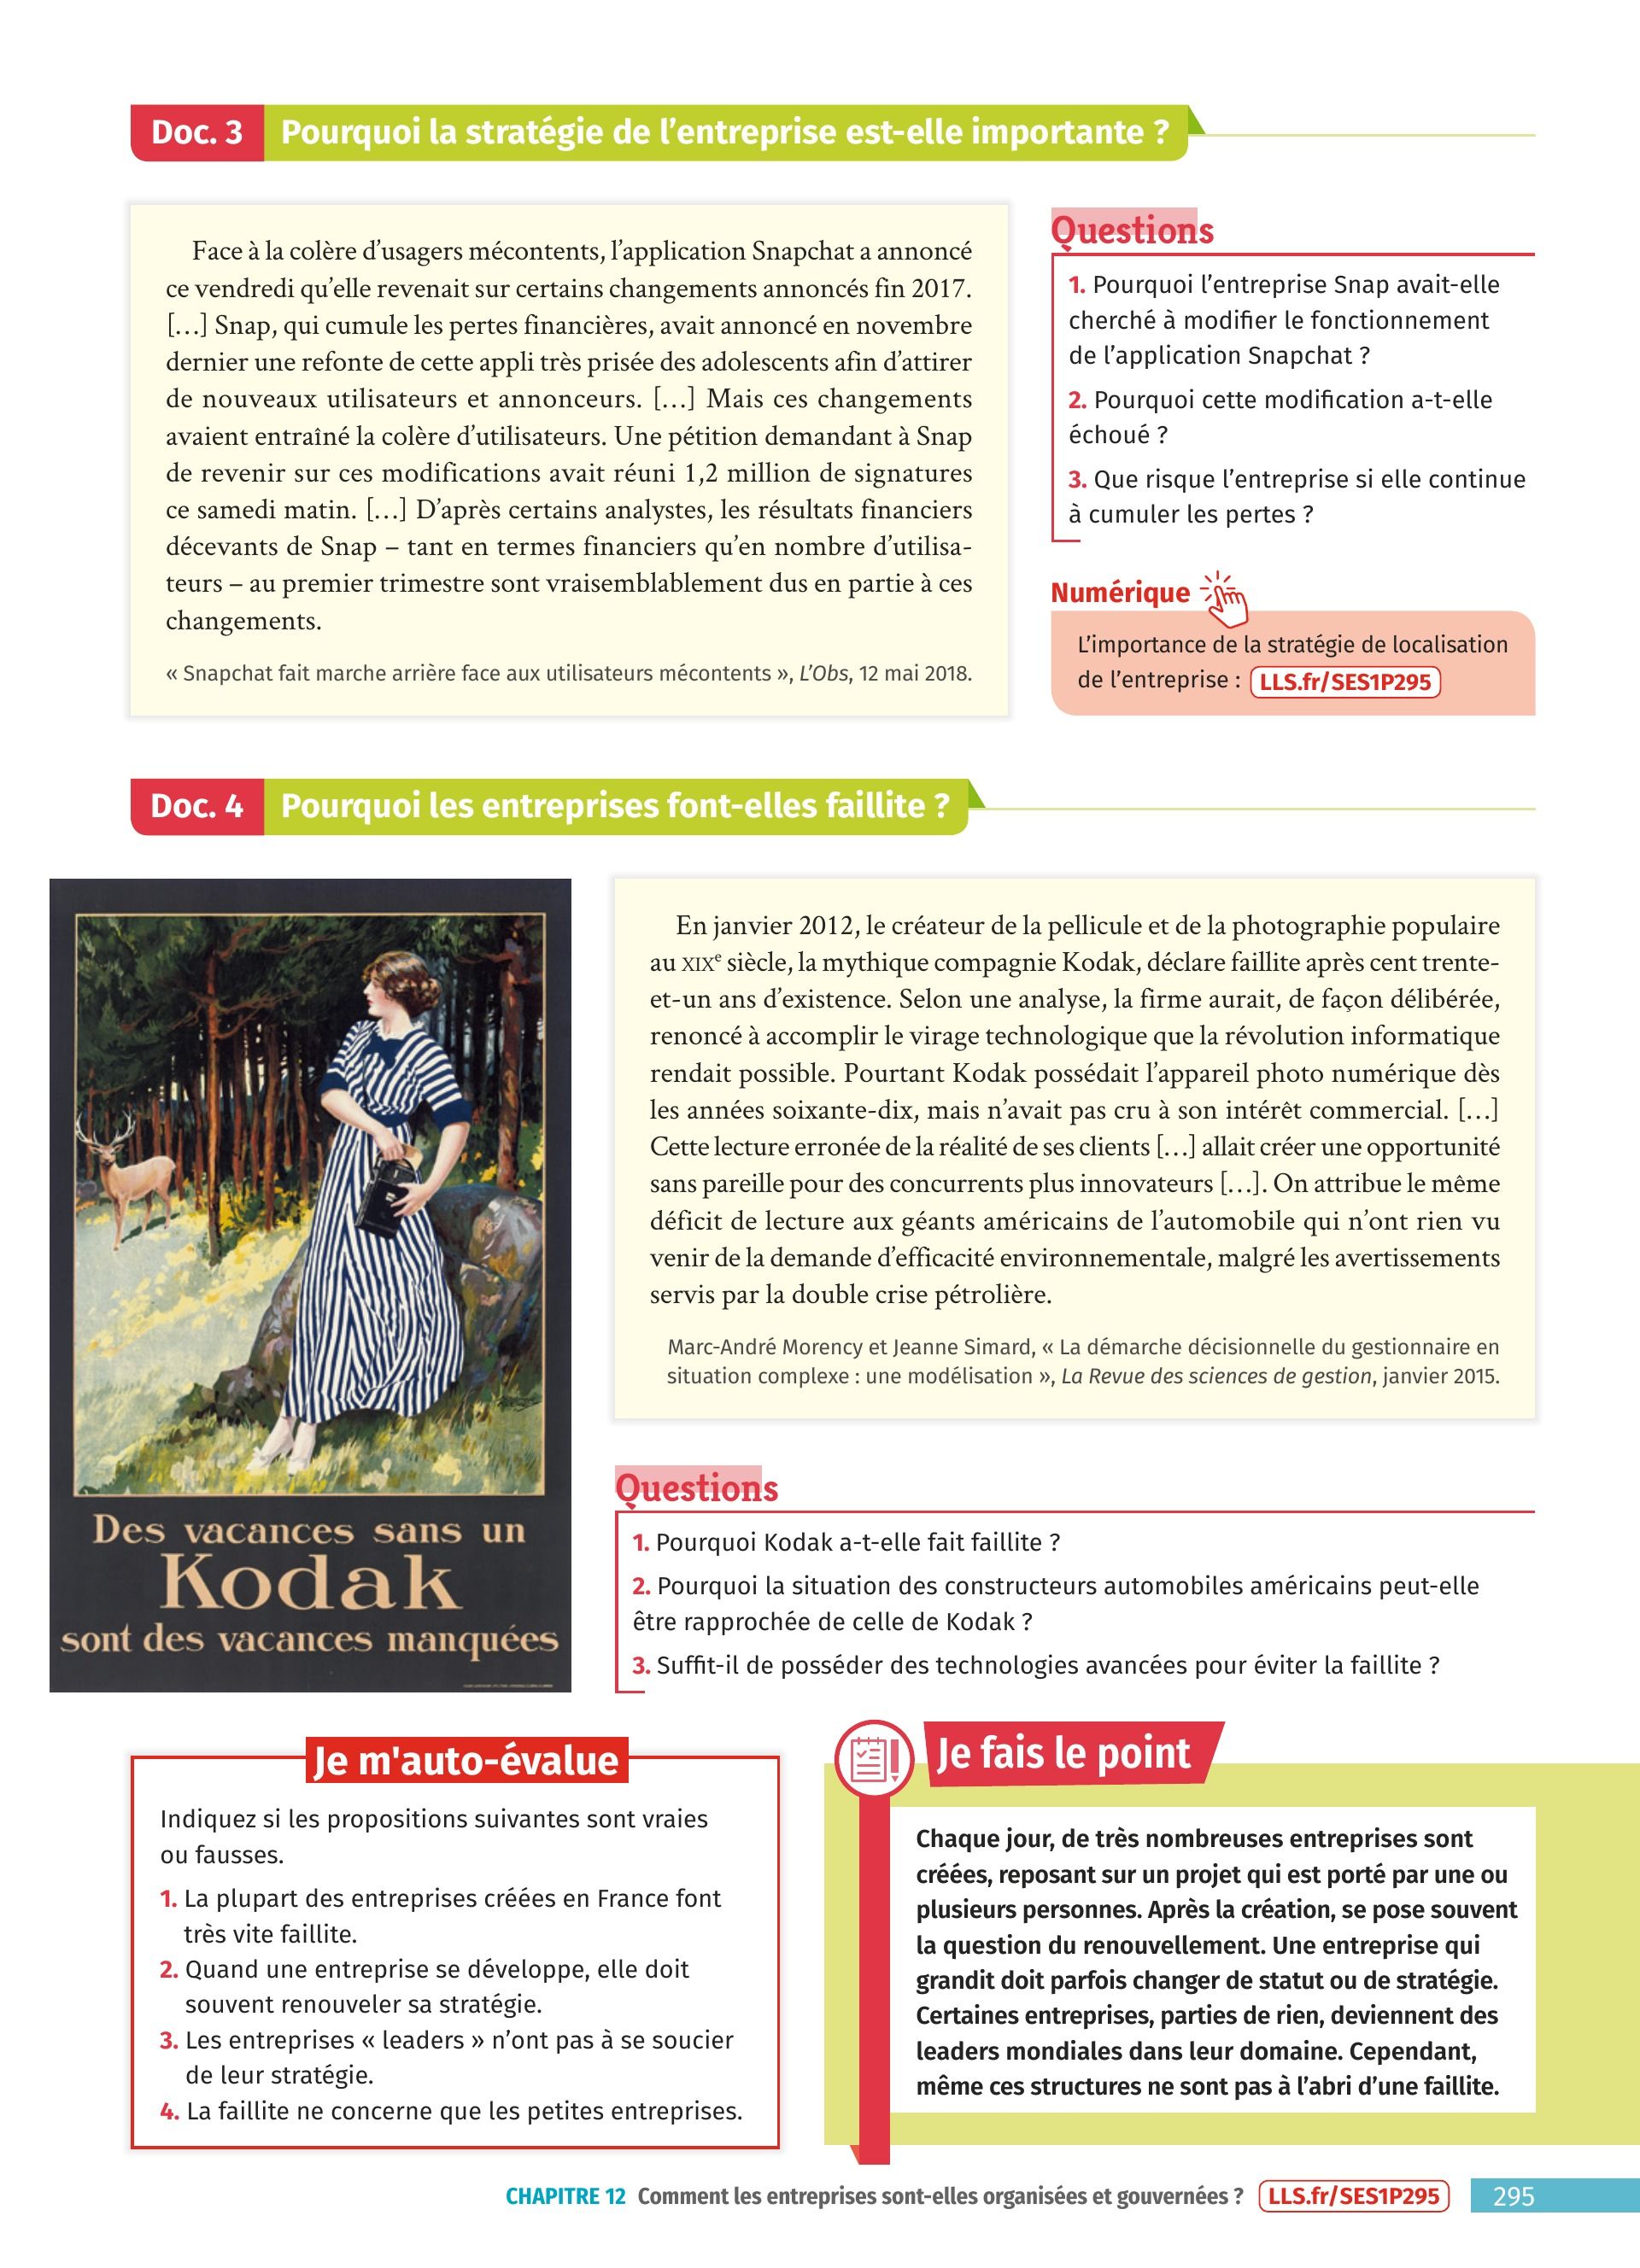 Doc. 3 Pourquoi la stratégie de l’entreprise est-elle importante ?
Face à la colère d’usagers mécontents, l’application Snapchat a annoncé
ce vendredi qu’elle revenait sur certains changements annoncés fin 2017.
[…] Snap, qui cumule les pertes financières, avait annoncé en novembre
dernier une refonte de cette appli très prisée des adolescents afin d’attirer
de nouveaux utilisateurs et annonceurs. […] Mais ces changements
avaient entraîné la colère d’utilisateurs. Une pétition demandant à Snap
de revenir sur ces modifications avait réuni 1,2 million de signatures
ce samedi matin. […] D’après certains analystes, les résultats financiers
décevants de Snap – tant en termes financiers qu’en nombre d’utilisa-
teurs – au premier trimestre sont vraisemblablement dus en partie à ces
changements.
« Snapchat fait marche arrière face aux utilisateurs mécontents », L’Obs, 12 mai 2018.
Questions
1. Pourquoi l’entreprise Snap avait-elle
cherché à modifier le fonctionnement
de l’application Snapchat ?
2. Pourquoi cette modification a-t-elle
échoué ?
3. Que risque l’entreprise si elle continue
à cumuler les pertes ?
Numérique
L’importance de la stratégie de localisation
de l’entreprise : LLS.fr/SES1P295
Doc. 4 Pourquoi les entreprises font-elles faillite ?
Des vacances sans un
Kodak
sont des vacances manquées
En janvier 2012, le créateur de la pellicule et de la photographie populaire
au XIXe siècle, la mythique compagnie Kodak, déclare faillite après cent trente-
et-un ans d’existence. Selon une analyse, la firme aurait, de façon délibérée,
renoncé à accomplir le virage technologique que la révolution informatique
rendait possible. Pourtant Kodak possédait l’appareil photo numérique dès
les années soixante-dix, mais n’avait pas cru à son intérêt commercial. […]
Cette lecture erronée de la réalité de ses clients […] allait créer une opportunité
sans pareille pour des concurrents plus innovateurs […]. On attribue le même
déficit de lecture aux géants américains de l’automobile qui n’ont rien vu
venir de la demande d’efficacité environnementale, malgré les avertissements
servis par la double crise pétrolière.
Marc-André Morency et Jeanne Simard, « La démarche décisionnelle du gestionnaire en
situation complexe : une modélisation », La Revue des sciences de gestion, janvier 2015.
Questions
1. Pourquoi Kodak a-t-elle fait faillite ?
2. Pourquoi la situation des constructeurs automobiles américains peut-elle
être rapprochée de celle de Kodak ?
3. Suffit-il de posséder des technologies avancées pour éviter la faillite ?
Je m'auto-évalue
Indiquez si les propositions suivantes sont vraies
ou fausses.
1. La plupart des entreprises créées en France font
très vite faillite.
2. Quand une entreprise se développe, elle doit
souvent renouveler sa stratégie.
3. Les entreprises « leaders » n’ont pas à se soucier
de leur stratégie.
4. La faillite ne concerne que les petites entreprises.
Je fais le point
Chaque jour, de très nombreuses entreprises sont
créées, reposant sur un projet qui est porté par une ou
plusieurs personnes. Après la création, se pose souvent
la question du renouvellement. Une entreprise qui
grandit doit parfois changer de statut ou de stratégie.
Certaines entreprises, parties de rien, deviennent des
leaders mondiales dans leur domaine. Cependant,
même ces structures ne sont pas à l’abri d’une faillite.
CHAPITRE 12 Comment les entreprises sont-elles organisées et gouvernées ? LLS.fr/SES1P295 295